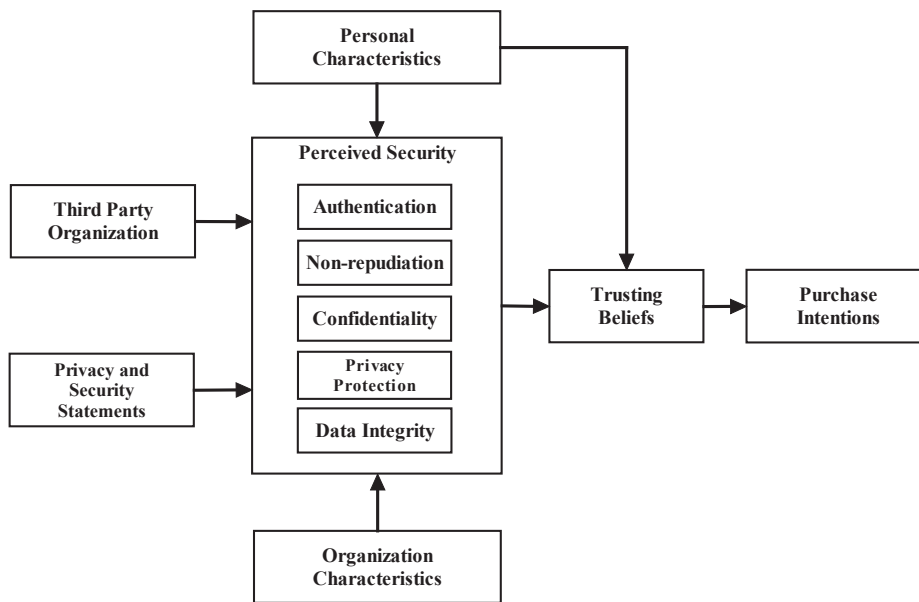 Personal
Characteristics
Perceived Security
Authentication
Non-repudiation
Confidentiality
Privacy
Protection
Data Integrity
Third Party
Organization
Privacy and
Security
Statements
Organization
Characteristics
Trusting
Beliefs
Purchase
Intentions